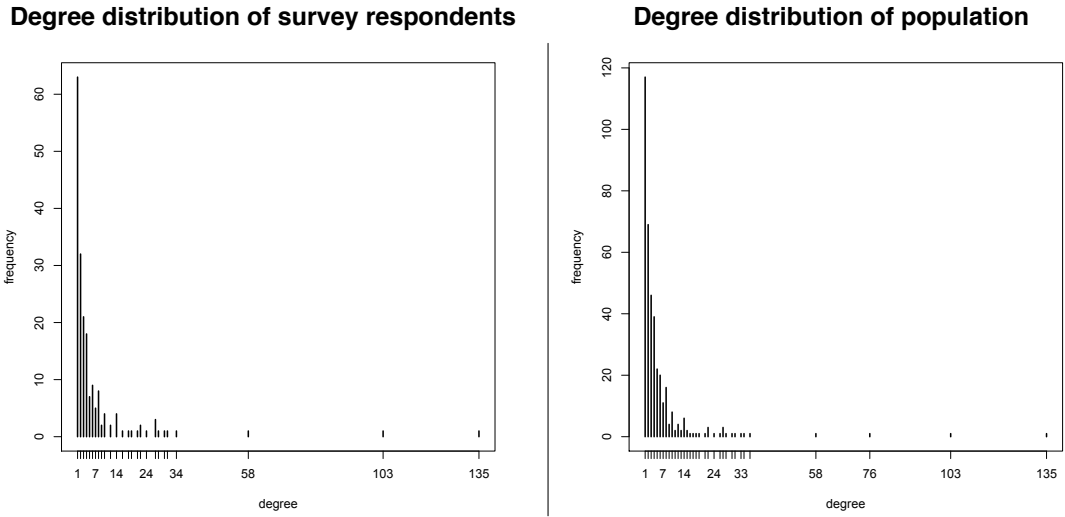 Degree distribution of survey respondents
frequency
0 10 20 30 40 50 60
1 7 14 24 34 58 103 135
degree
Degree distribution of population
frequency
0 20 40 60 80 100 120
1 7 14 24 33 58 76 103 135
degree